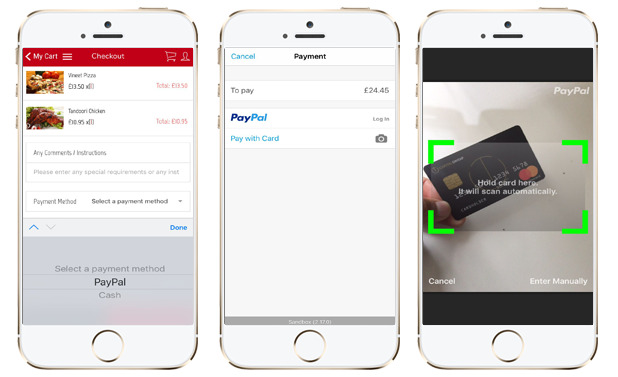 My Cart
Checkout
Vineet Pizza
£13.50 x(1)
Total: £13.50
Tandoori Chicken
£10.95 x(1)
Total: £10.95
Any Comments / Instructions
Please enter any special requirements or any inst
Payment Method
Select a payment method
Done
Select a payment method
PayPal
Cash
Cancel
Payment
To pay
£24.45
PayPal
Log In
Pay with Card
PayPal
Hold card here.
It will scan automatically.
Cancel
Enter Manually